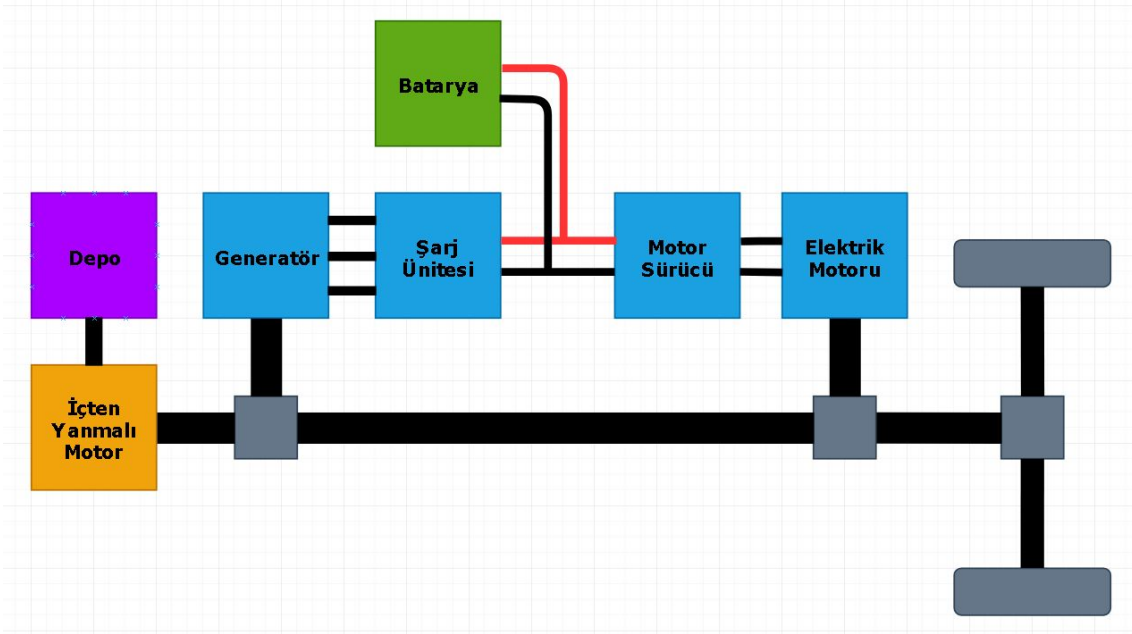 Batarya
Depo
Generatör
Şarj
Ünitesi
Motor
Sürücü
Elektrik
Motoru
İçten
Yanmalı
Motor